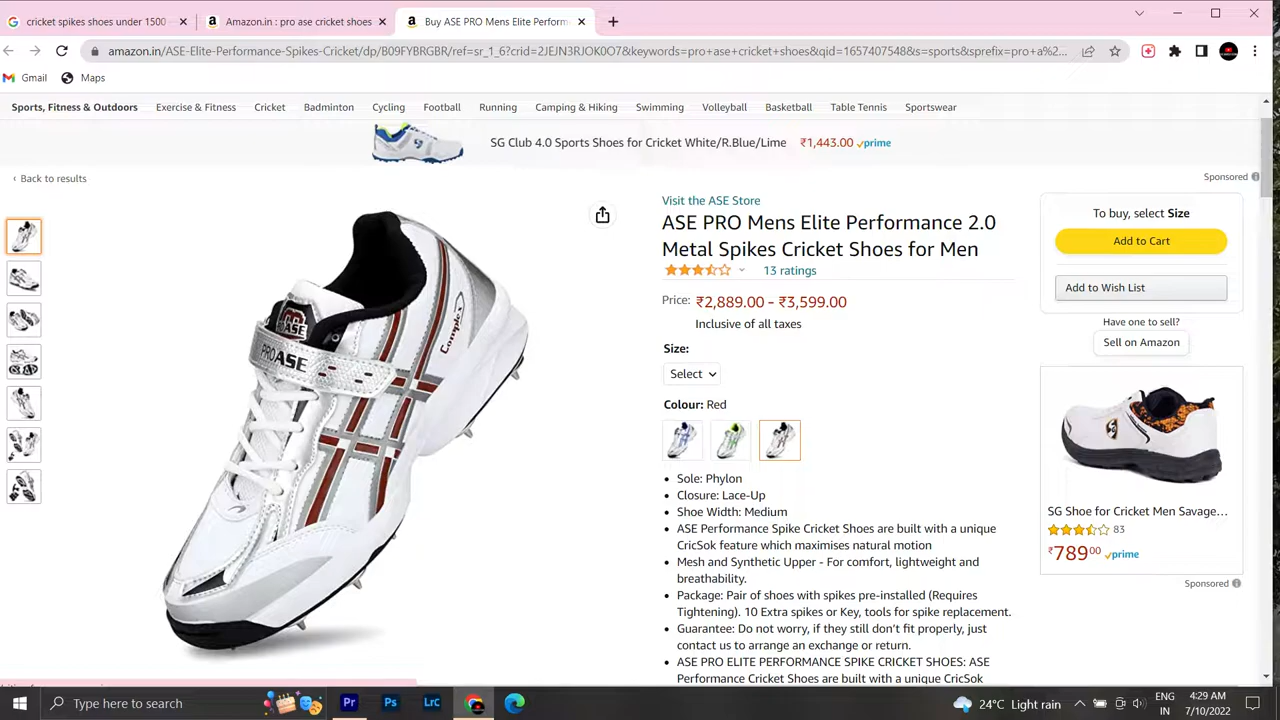 cricket spikes shoes under 1500
Amazon.in : pro ase cricket shoes
Buy ASE PRO Mens Elite Perform
amazon.in/ASE-Elite-Performance-Spikes-Cricket/dp/B09FYBRGBR/ref=sr_1_6?crid=2JEJN3RJOK0O7&keywords=pro+ase+cricket+shoes&qid=1657407548&s=sports&sprefix=pro+a%2...
Gmail
Maps
Sports, Fitness & Outdoors Exercise & Fitness Cricket Badminton Cycling Football Running Camping & Hiking Swimming Volleyball Basketball Table Tennis Sportswear
SG Club 4.0 Sports Shoes for Cricket White/R.Blue/Lime ₹1,443.00 prime
‹ Back to results
Sponsored
Visit the ASE Store
ASE PRO Mens Elite Performance 2.0
Metal Spikes Cricket Shoes for Men
13 ratings
Price: ₹2,889.00 - ₹3,599.00
Inclusive of all taxes
Size:
Select
Colour: Red
Sole: Phylon
Closure: Lace-Up
Shoe Width: Medium
ASE Performance Spike Cricket Shoes are built with a unique
CricSok feature which maximises natural motion
Mesh and Synthetic Upper - For comfort, lightweight and
breathability.
Package: Pair of shoes with spikes pre-installed (Requires
Tightening). 10 Extra spikes or Key, tools for spike replacement.
Guarantee: Do not worry, if they still don't fit properly, just
contact us to arrange an exchange or return.
ASE PRO ELITE PERFORMANCE SPIKE CRICKET SHOES: ASE
Performance Cricket Shoes are built with a unique CricSok
PROASE
Complex
To buy, select Size
Add to Cart
Add to Wish List
Have one to sell?
Sell on Amazon
SG Shoe for Cricket Men Savage...
83
₹78900 prime
Sponsored
Type here to search
Pr
Ps
LrC
24°C Light rain
ENG
IN
4:29 AM
7/10/2022